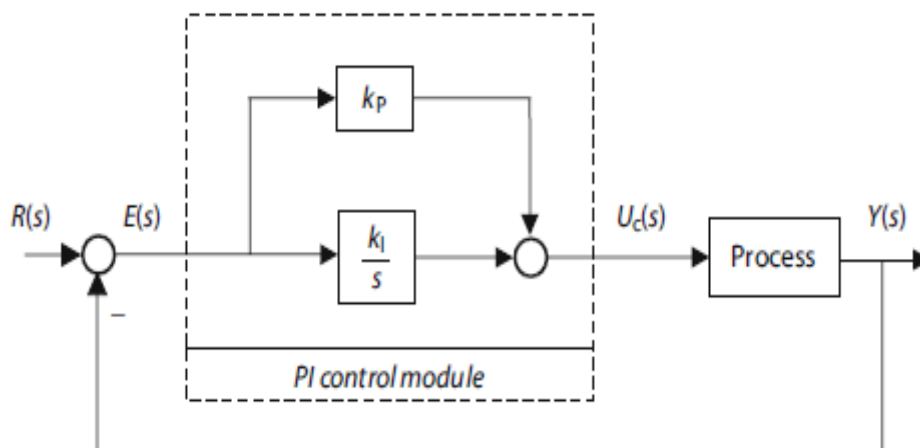 k_P
R(s)
E(s)
k_I
s
U_c(s)
Process
Y(s)
–
PI control module